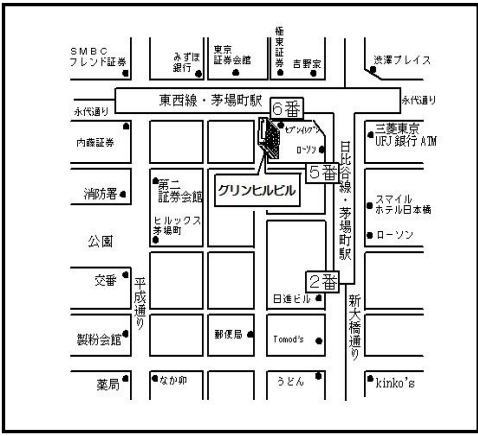 SMBC
フレンド証券
みずほ
銀行
東京
証券会館
極東証券
吉野家
渋澤プレイス
永代通り
東西線・茅場町駅
永代通り
6番
内藤証券
セブンイレブン
ローソン
三菱東京
UFJ銀行ATM
日比谷線・茅場町駅
5番
消防署
第二
証券会館
グリンヒルビル
スマイル
ホテル日本橋
ヒルックス
茅場町
ローソン
公園
交番
平成通り
2番
日進ビル
新大橋通り
製粉会館
郵便局
Tomod's
薬局
なか卯
うどん
kinko's